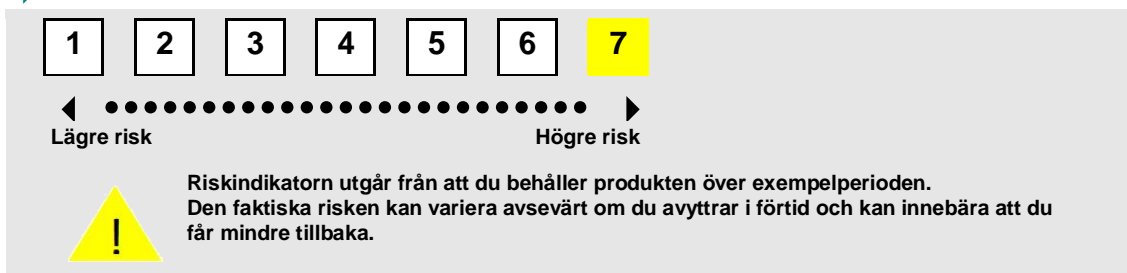 1 2 3 4 5 6 7
Lägre risk Högre risk
Riskindikatorn utgår från att du behåller produkten över exempelperioden.
Den faktiska risken kan variera avsevärt om du avyttrar i förtid och kan innebära att du
får mindre tillbaka.
!